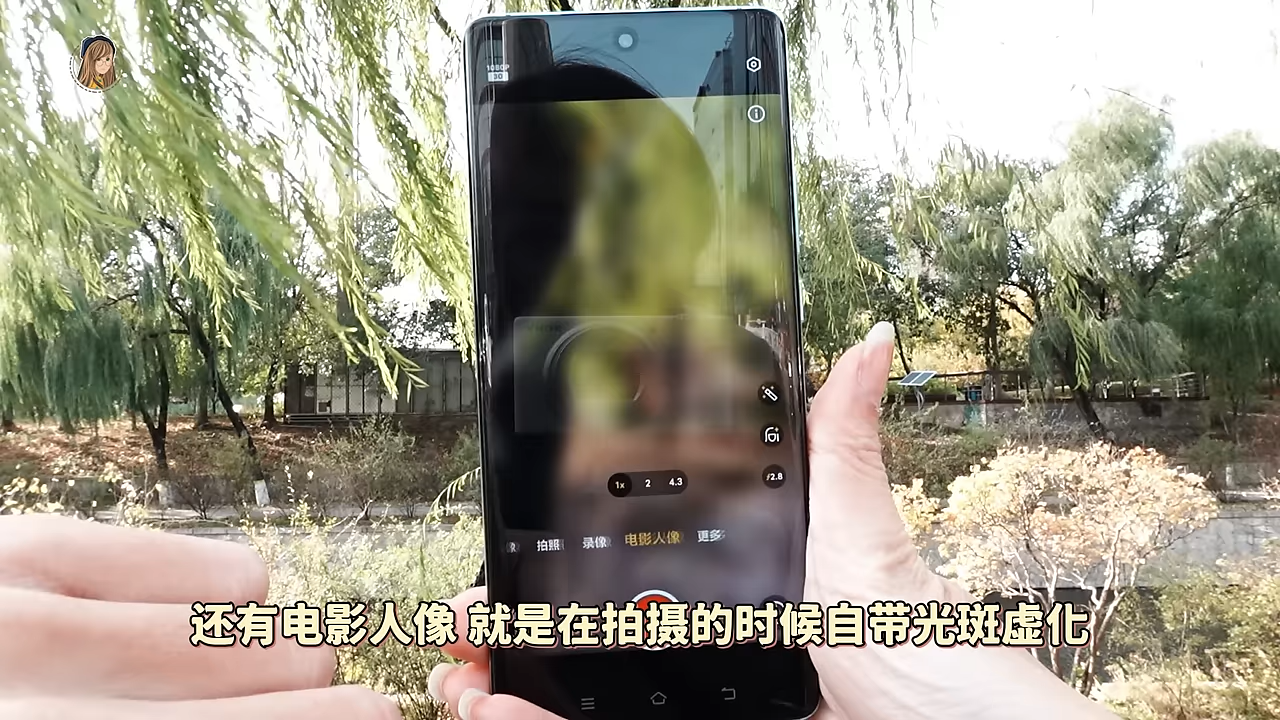 1080P
30
1x 2 4.3
f2.8
拍照 录像 电影人像 更多
还有电影人像 就是在拍摄的时候自带光斑虚化